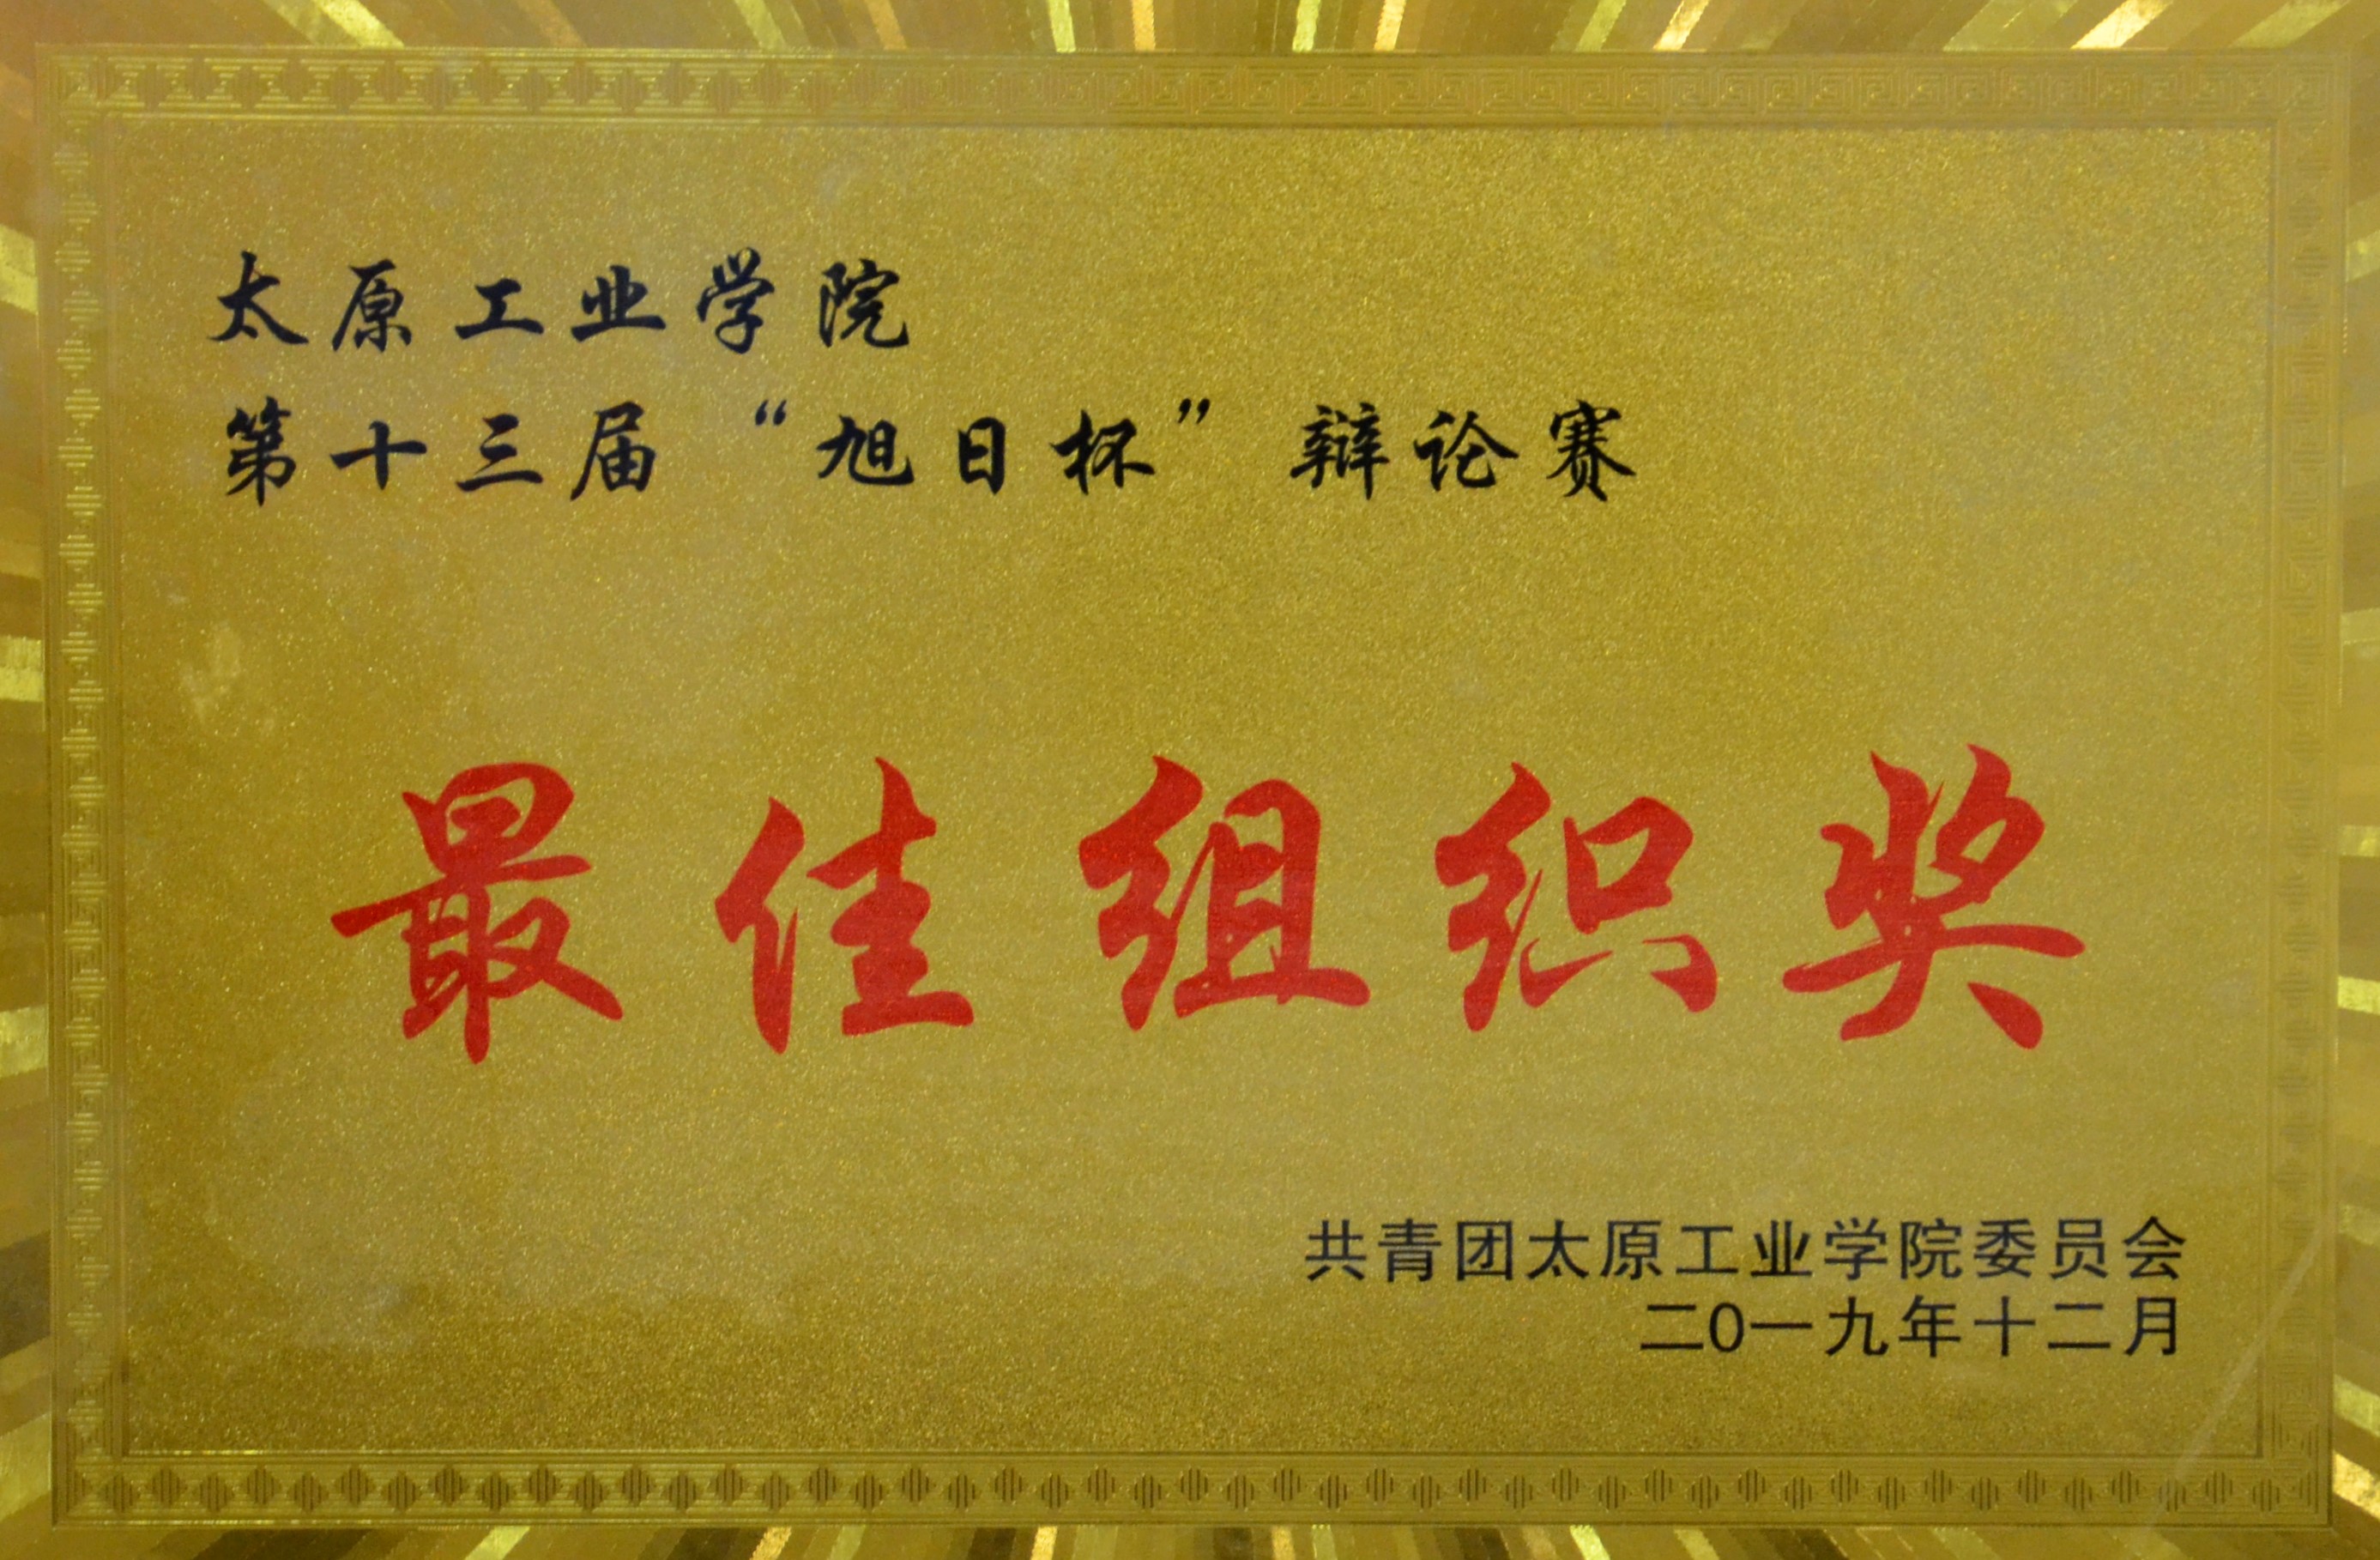 太原工业学院
第十三届“旭日杯”辩论赛
最佳组织奖
共青团太原工业学院委员会
二0一九年十二月